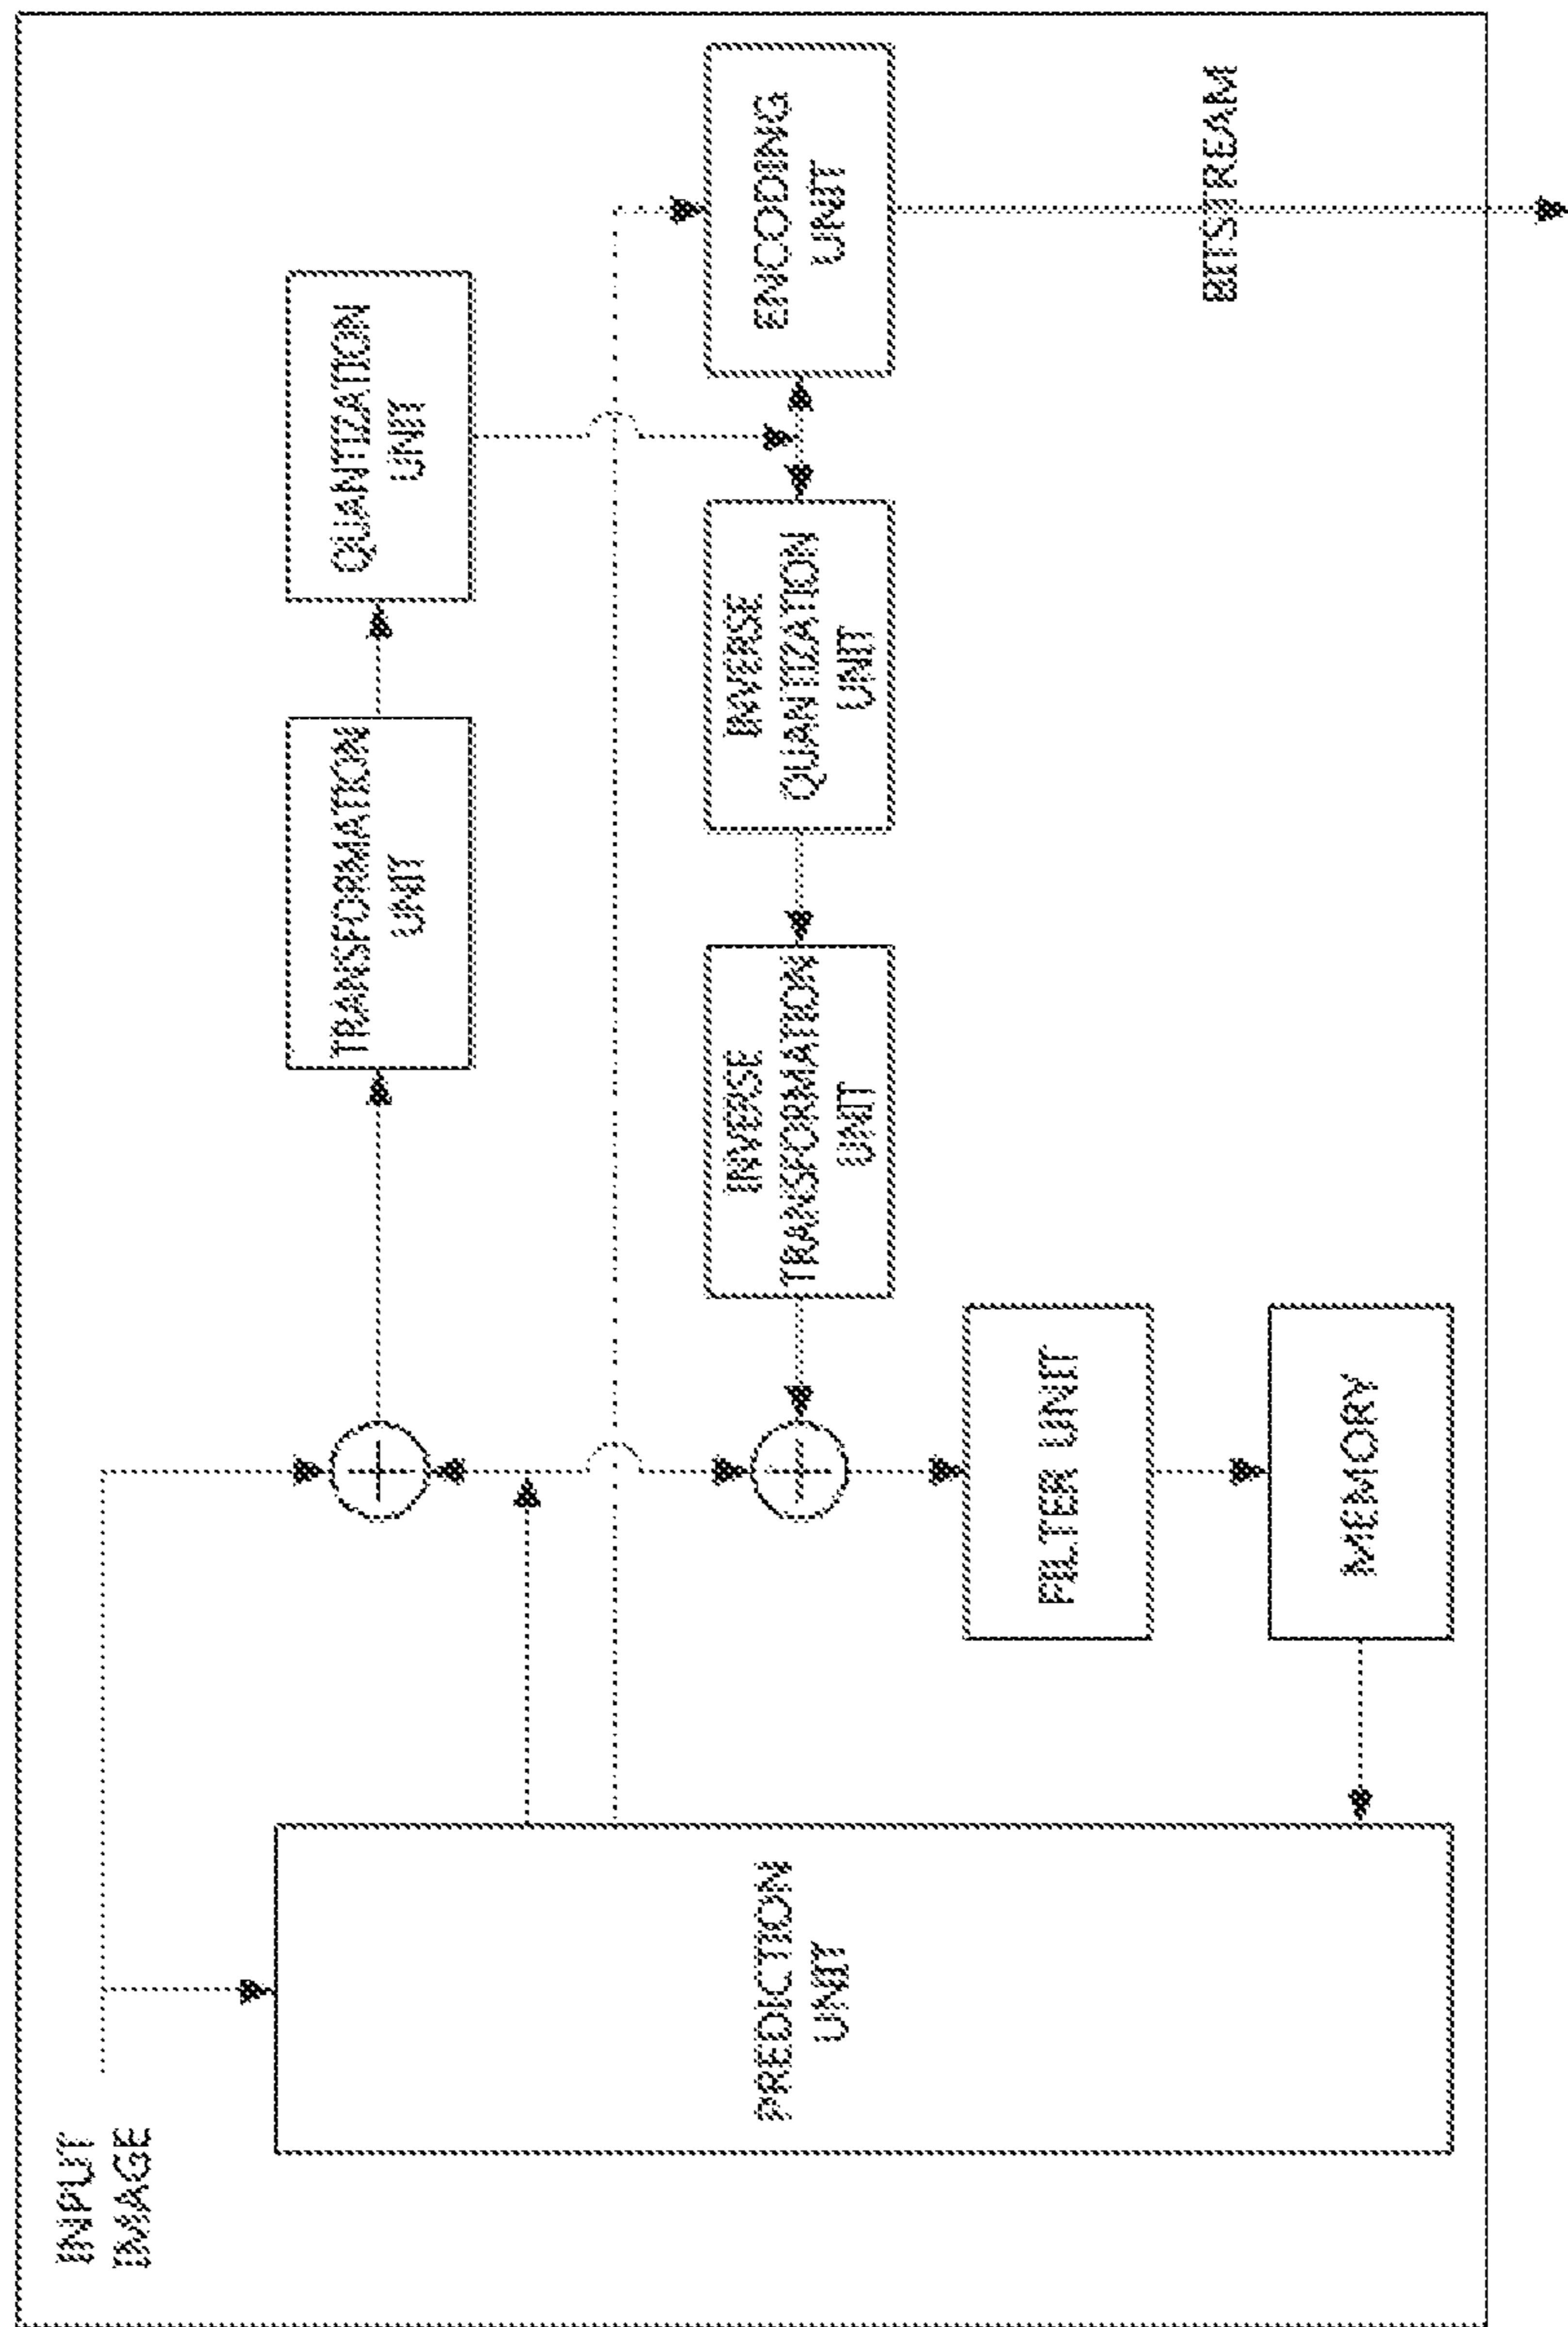 INPUT
IMAGE
TRANSFORMATION
UNIT
QUANTIZATION
UNIT
PREDICTION
UNIT
INVERSE
TRANSFORMATION
UNIT
INVERSE
QUANTIZATION
UNIT
ENCODING
UNIT
FILTER UNIT
BITSTREAM
MEMORY